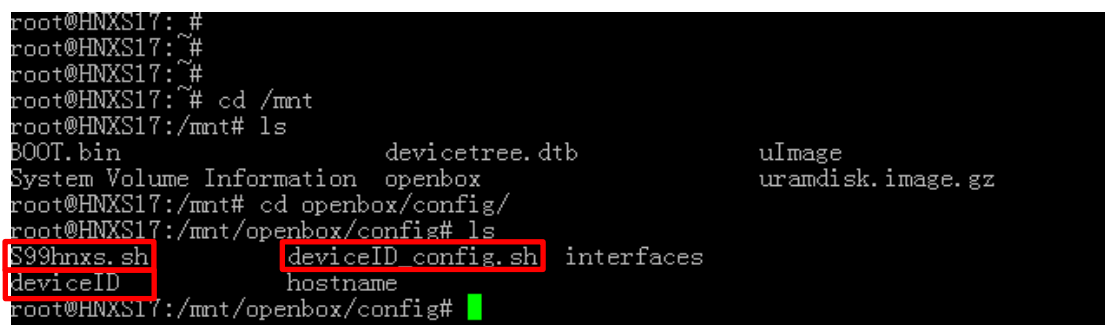 root@HNXS17:~#
root@HNXS17:~#
root@HNXS17:~#
root@HNXS17:~# cd /mnt
root@HNXS17:/mnt# ls
BOOT.bin devicetree.dtb uImage
System Volume Information openbox uramdisk.image.gz
root@HNXS17:/mnt# cd openbox/config/
root@HNXS17:/mnt/openbox/config# ls
S99hnxs.sh deviceID_config.sh interfaces
deviceID hostname
root@HNXS17:/mnt/openbox/config#